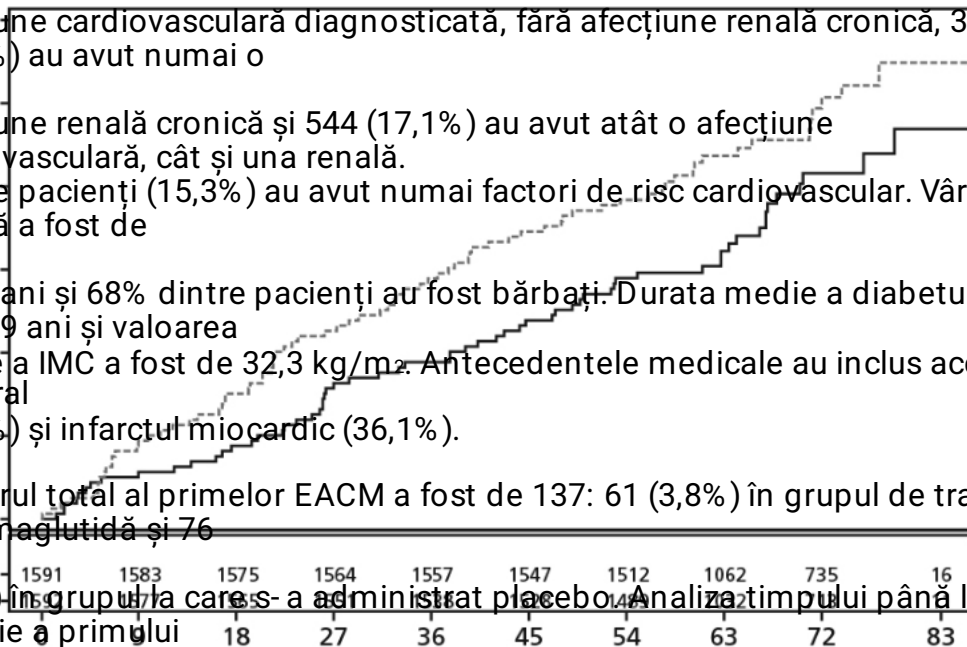 une cardiovasculară diagnosticată, fără afecțiune renală cronică, 3
%) au avut numai o
une renală cronică și 544 (17,1%) au avut atât o afecțiune
vasculară, cât și una renală.
e pacienți (15,3%) au avut numai factori de risc cardiovascular. Vâr
ă a fost de
ani și 68% dintre pacienți au fost bărbați. Durata medie a diabetu
9 ani și valoarea
e a IMC a fost de 32,3 kg/m². Antecedentele medicale au inclus acc
ral
%) și infarctul miocardic (36,1%).
rul total al primelor EACM a fost de 137: 61 (3,8%) în grupul de tra
maglutidă și 76
1591 1583 1575 1564 1557 1547 1512 1062 735 16
în grupul la care s- a administrat placebo. Analiza timpului până l
ie a primului
0 9 18 27 36 45 54 63 72 83